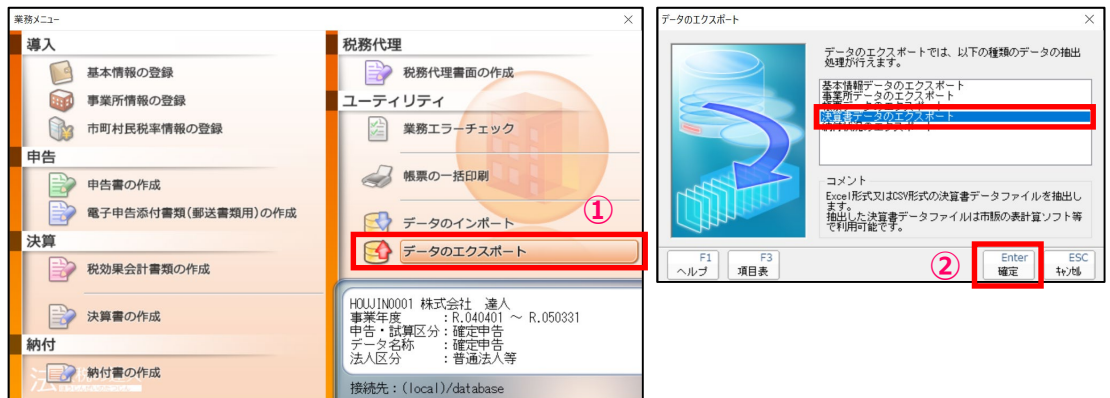 業務メニュー
導入
基本情報の登録
事業所情報の登録
市町村民税率情報の登録
申告
申告書の作成
電子申告添付書類(郵送書類用)の作成
決算
税効果会計書類の作成
決算書の作成
納付
納付書の作成
税務代理
税務代理書面の作成
ユーティリティ
業務エラーチェック
帳票の一括印刷
データのインポート
①
データのエクスポート
HOUJIN0001 株式会社 達人
事業年度 : R.040401 ～ R.050331
申告・試算区分 : 確定申告
データ名称 : 確定申告
法人区分 : 普通法人等
接続先 : (local)/database
データのエクスポート
データのエクスポートでは、以下の種類のデータの抽出
処理が行えます。
基本情報データのエクスポート
事業所データのエクスポート
決算書データのエクスポート
コメント
Excel形式又はCSV形式の決算書データファイルを抽出し
ます。
抽出した決算書データファイルは市販の表計算ソフト等
で利用可能です。
F1
ヘルプ
F3
項目表
②
Enter
確定
ESC
ｷｬﾝｾﾙ